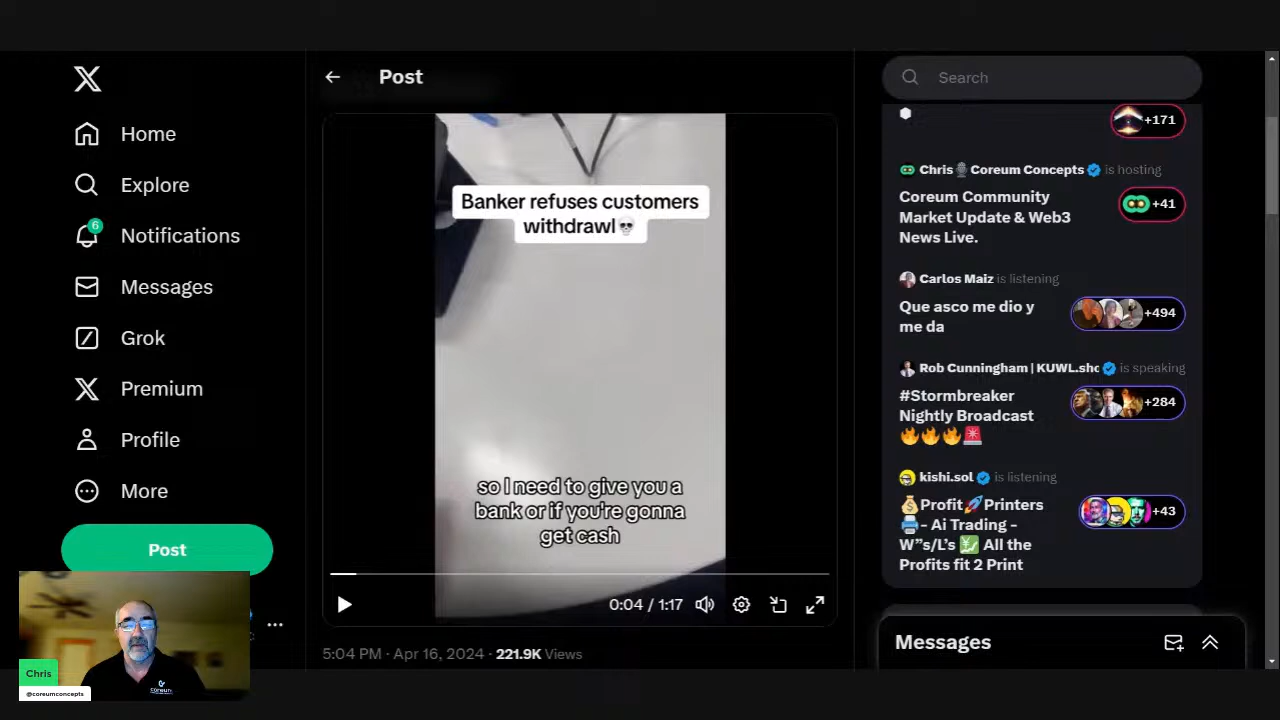 Home
Explore
6
Notifications
Messages
Grok
Premium
Profile
More
Post
Chris
@coreumconcepts
Post
Banker refuses customers
withdrawl💀
so I need to give you a
bank or if you're gonna
get cash
0:04 / 1:17
5:04 PM · Apr 16, 2024 · 221.9K Views
Search
+171
Chris🎙️Coreum Concepts is hosting
Coreum Community
Market Update & Web3
News Live.
+41
Carlos Maiz is listening
Que asco me dio y
me da
+494
Rob Cunningham | KUWL.shc is speaking
#Stormbreaker
Nightly Broadcast
🔥🔥🔥🚨
+284
kishi.sol is listening
💰Profit🚀Printers
🖨️- Ai Trading -
W"s/L's 💹 All the
Profits fit 2 Print
+43
Messages